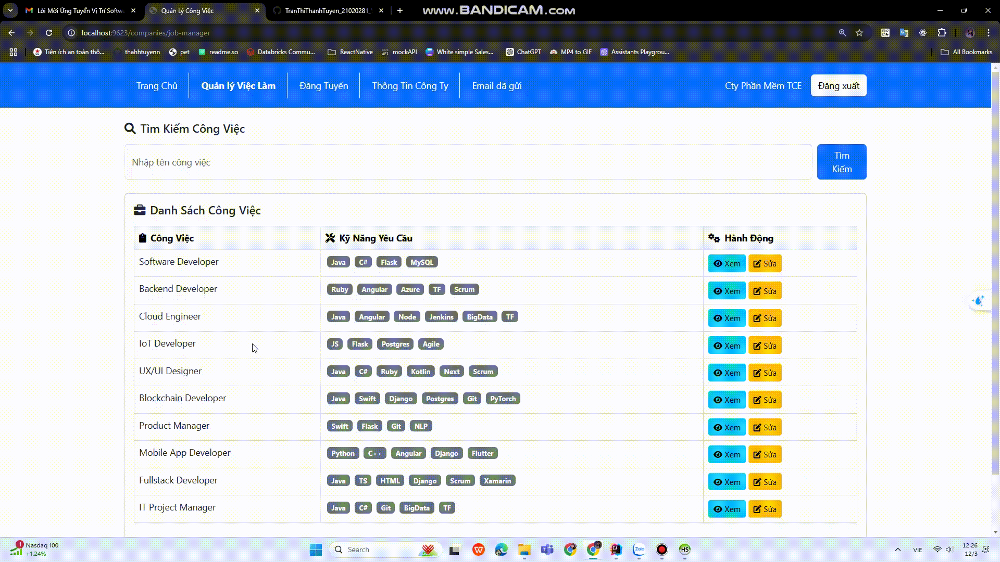 Lời Mời Ứng Tuyển Vị Trí Softwa
Quản Lý Công Việc
TranThiThanhTuyen_21020281_
www.BANDICAM.com
localhost:9623/companies/job-manager
Tiện ích an toàn thô...
thahhtuyenn
pet
readme.so
Databricks Commu...
ReactNative
mock API
mockAPI
White simple Sales...
ChatGPT
MP4 to GIF
Assistants Playgrou...
All Bookmarks
Trang Chủ
Quản lý Việc Làm
Đăng Tuyển
Thông Tin Công Ty
Email đã gửi
Cty Phần Mềm TCE
Đăng xuất
Tìm Kiếm Công Việc
Nhập tên công việc
Tìm
Kiếm
Danh Sách Công Việc
Công Việc Kỹ Năng Yêu Cầu Hành Động
Software Developer Java C# Flask MySQL Xem Sửa
Backend Developer Ruby Angular Azure TF Scrum Xem Sửa
Cloud Engineer Java Angular Node Jenkins BigData TF Xem Sửa
IoT Developer JS Flask Postgres Agile Xem Sửa
UX/UI Designer Java C# Ruby Kotlin Next Scrum Xem Sửa
Blockchain Developer Java Swift Django Postgres Git PyTorch Xem Sửa
Product Manager Swift Flask Git NLP Xem Sửa
Mobile App Developer Python C++ Angular Django Flutter Xem Sửa
Fullstack Developer Java TS HTML Django Scrum Xamarin Xem Sửa
IT Project Manager Java C# Git BigData TF Xem Sửa
1
Nasdaq 100
+1.24%
Search
Zalo
HS
VIE
12:26
12/3